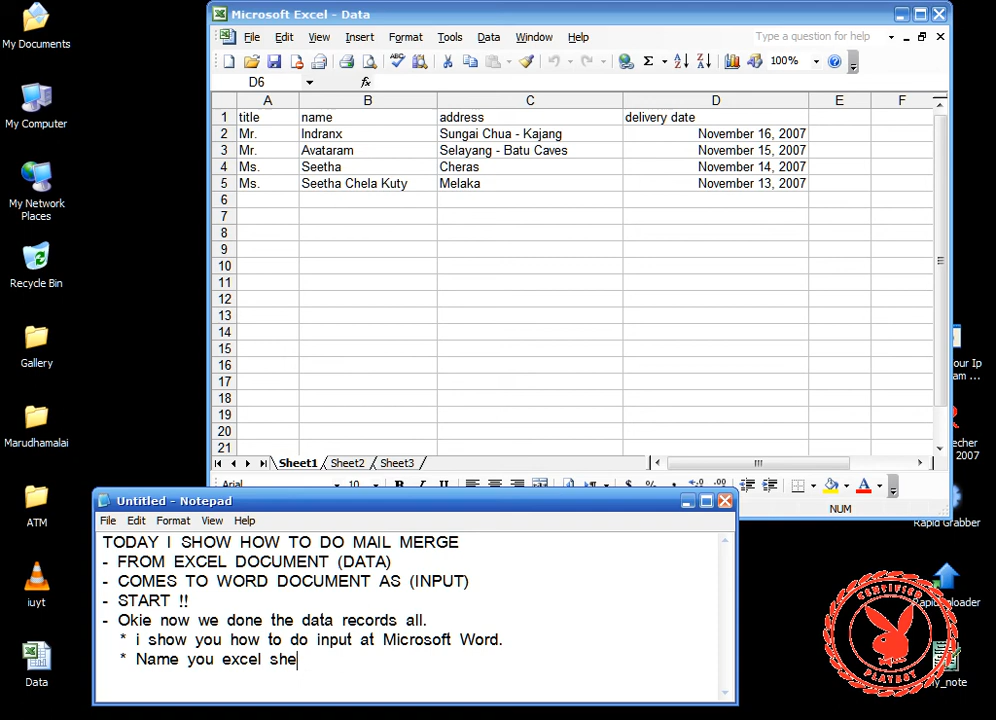 My Documents
My Computer
My Network Places
Recycle Bin
Gallery
Marudhamalai
ATM
iuyt
Data
Microsoft Excel - Data
File Edit View Insert Format Tools Data Window Help Type a question for help
100%
D6 fx
A B C D E F
1 title name address delivery date
2 Mr. Indranx Sungai Chua - Kajang November 16, 2007
3 Mr. Avataram Selayang - Batu Caves November 15, 2007
4 Ms. Seetha Cheras November 14, 2007
5 Ms. Seetha Chela Kuty Melaka November 13, 2007
6
7
8
9
10
11
12
13
14
15
16
17
18
19
20
21
Sheet1 Sheet2 Sheet3
Arial 10 B I U
NUM
Untitled - Notepad
File Edit Format View Help
TODAY I SHOW HOW TO DO MAIL MERGE
- FROM EXCEL DOCUMENT (DATA)
- COMES TO WORD DOCUMENT AS (INPUT)
- START !!
- Okie now we done the data records all.
* i show you how to do input at Microsoft Word.
* Name you excel she
our Ip
am ...
echer
2007
Rapid Grabber
CERTIFIED
PLAYBOY